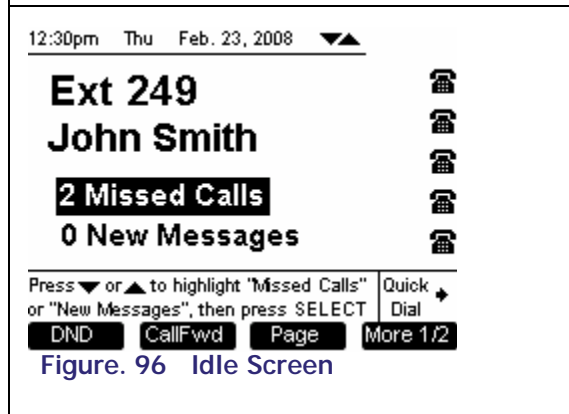 12:30pm Thu Feb. 23, 2008
Ext 249
John Smith
2 Missed Calls
0 New Messages
Press ▼ or ▲ to highlight "Missed Calls"
or "New Messages", then press SELECT
Quick
Dial
DND CallFwd Page More 1/2
Figure. 96 Idle Screen